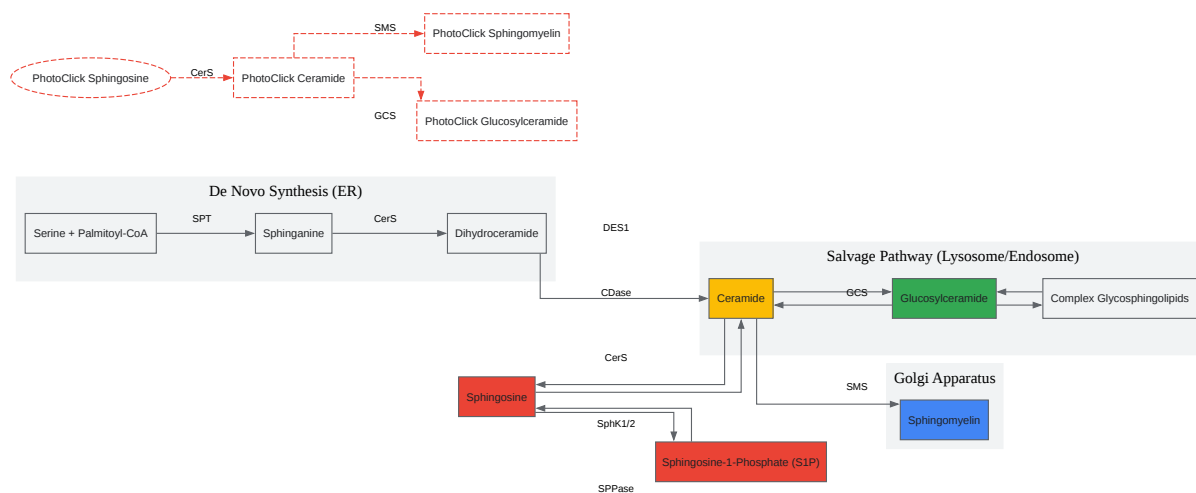 SMS
PhotoClick Sphingomyelin
PhotoClick Sphingosine
CerS
PhotoClick Ceramide
GCS
PhotoClick Glucosylceramide
De Novo Synthesis (ER)
Serine + Palmitoyl-CoA
SPT
Sphinganine
CerS
Dihydroceramide
DES1
Salvage Pathway (Lysosome/Endosome)
CDase
Ceramide
GCS
Glucosylceramide
Complex Glycosphingolipids
CerS
Golgi Apparatus
Sphingosine
SMS
Sphingomyelin
SphK1/2
Sphingosine-1-Phosphate (S1P)
SPPase